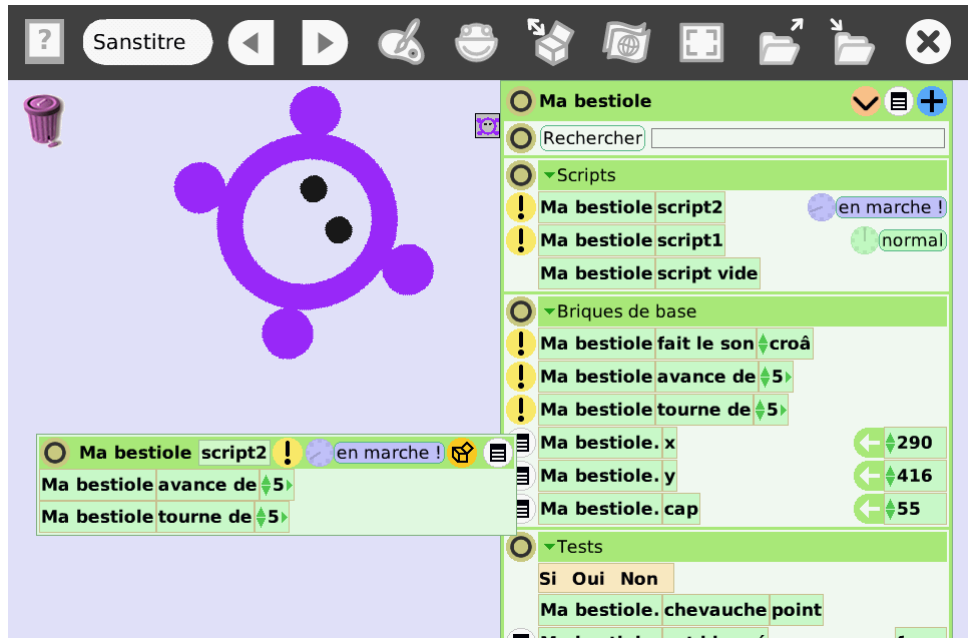 ?
Sanstitre
Ma bestiole
Rechercher
Scripts
! Ma bestiole script2 en marche !
! Ma bestiole script1 normal
Ma bestiole script vide
Briques de base
! Ma bestiole fait le son croâ
! Ma bestiole avance de 5
! Ma bestiole tourne de 5
Ma bestiole. x 290
Ma bestiole. y 416
Ma bestiole. cap 55
Tests
Si Oui Non
Ma bestiole. chevauche point
Ma bestiole script2 ! en marche !
Ma bestiole avance de 5
Ma bestiole tourne de 5